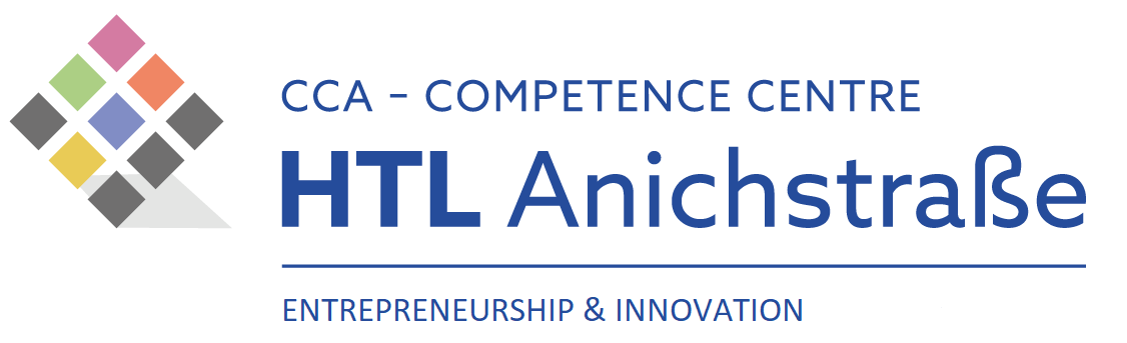 CCA – COMPETENCE CENTRE
HTL Anichstraße
ENTREPRENEURSHIP & INNOVATION